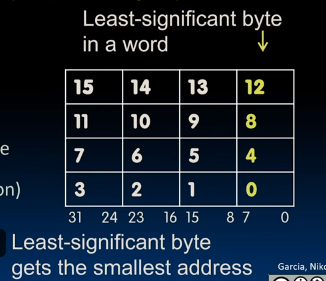 Least-significant byte
in a word
15 14 13 12
11 10 9 8
e
7 6 5 4
on)
3 2 1 0
31 24 23 16 15 8 7 0
Least-significant byte
gets the smallest address
Garcia, Niko